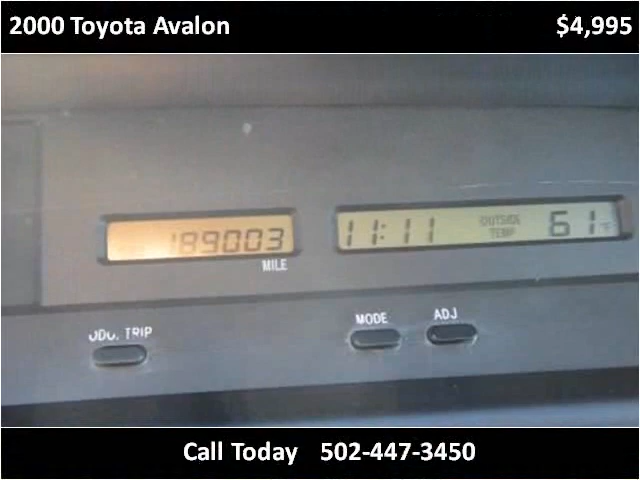 2000 Toyota Avalon $4,995
189003 11:11 OUTSIDE TEMP 61°F
MILE
ODO. TRIP MODE ADJ
Call Today 502-447-3450